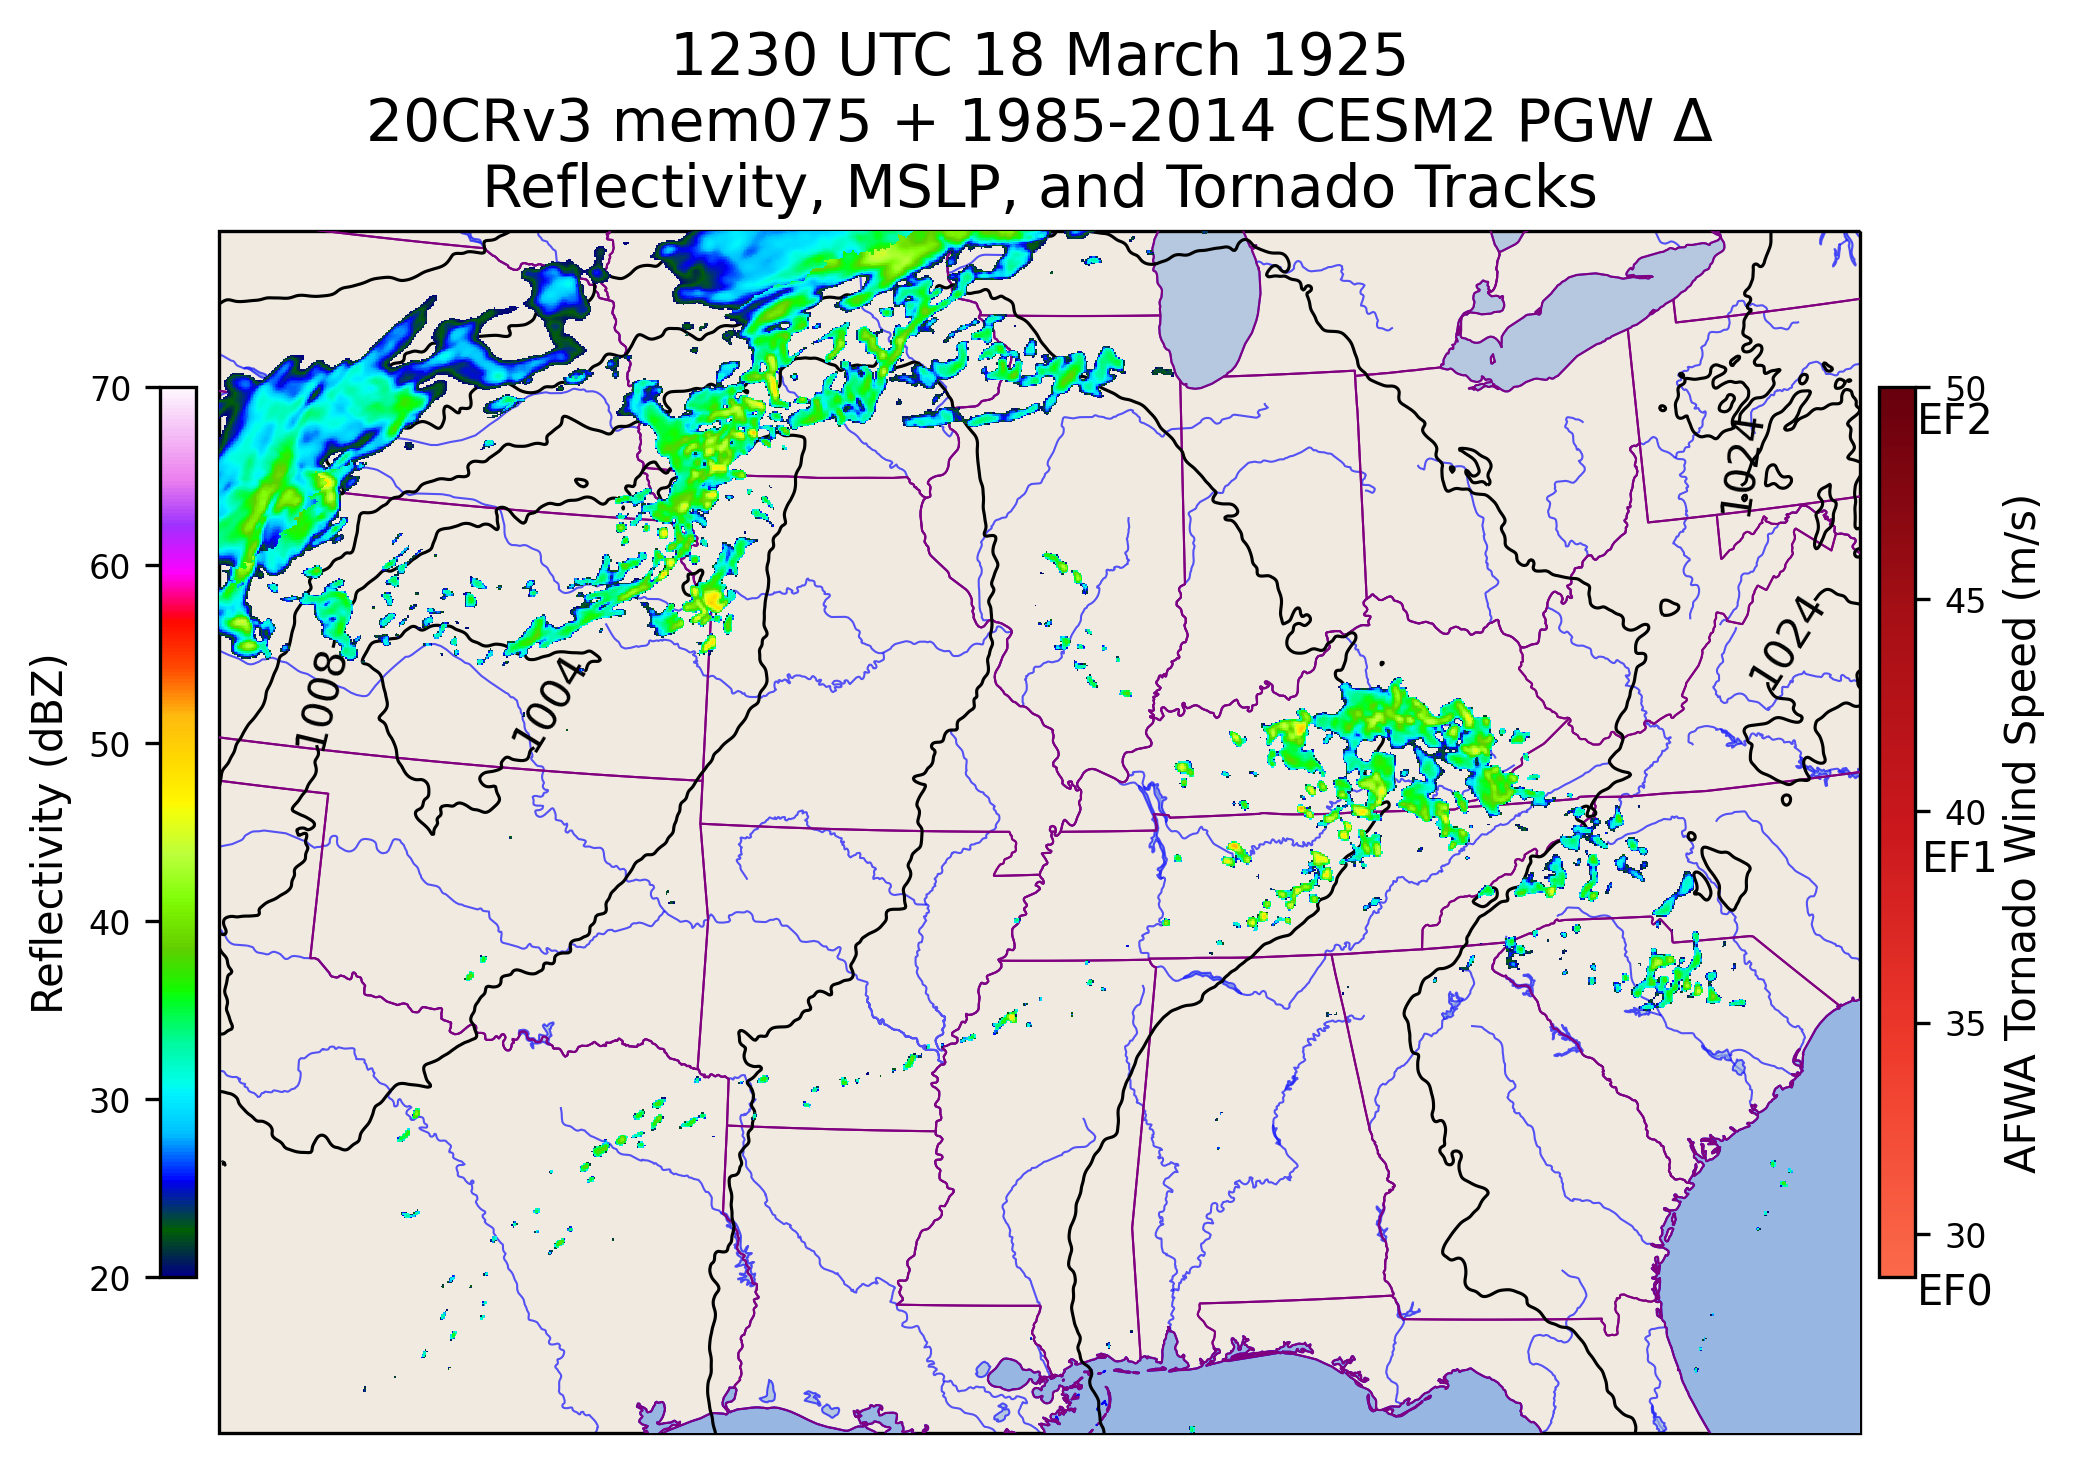 1230 UTC 18 March 1925
20CRv3 mem075 + 1985-2014 CESM2 PGW Δ
Reflectivity, MSLP, and Tornado Tracks
70
60
50
40
30
20
Reflectivity (dBZ)
1008
1004
1024
1024
50
EF2
45
40
EF1
35
30
EF0
AFWA Tornado Wind Speed (m/s)